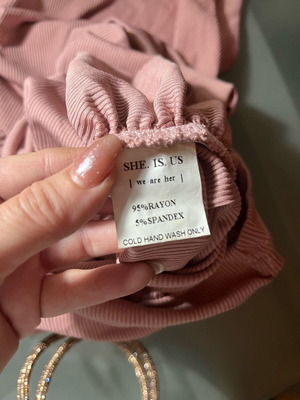 SHE. IS. US
| we are her |
95%RAYON
5%SPANDEX
COLD HAND WASH ONLY